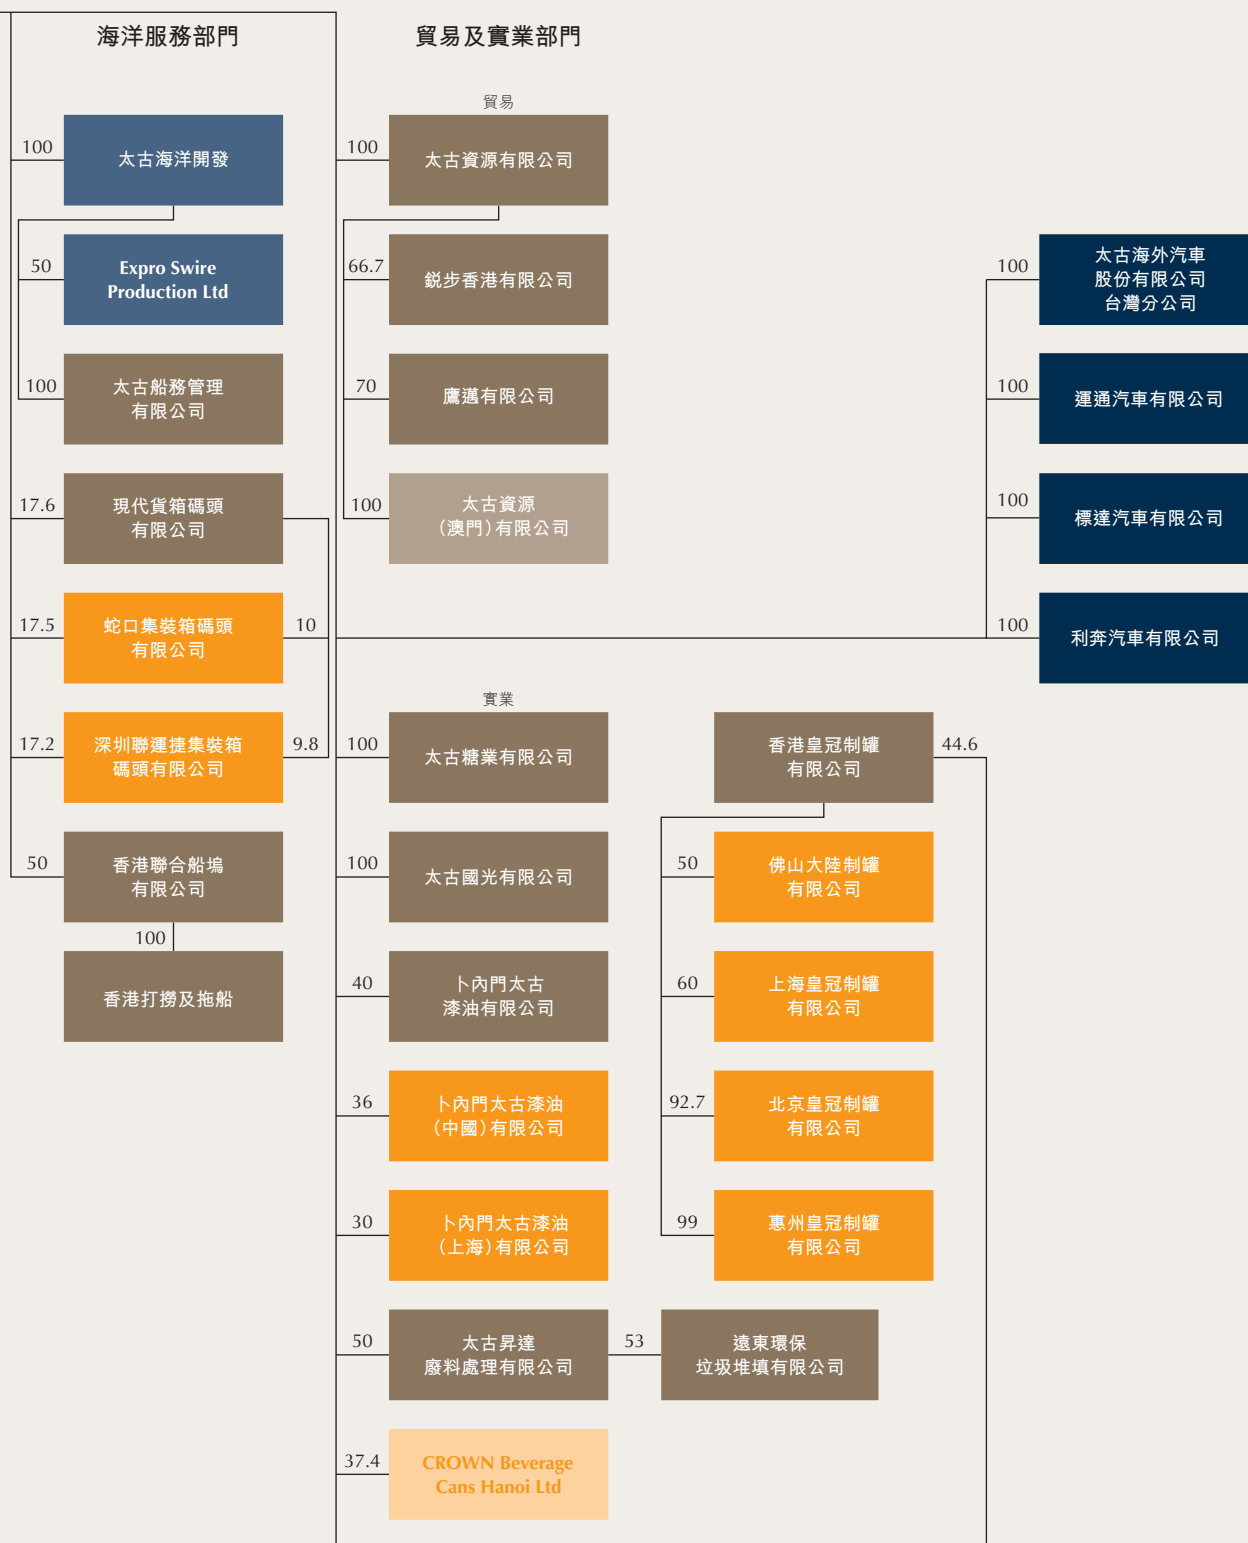 海洋服務部門
貿易及實業部門
貿易
100
太古海洋開發
100
太古資源有限公司
50
Expro Swire
Production Ltd
66.7
銳步香港有限公司
100
太古海外汽車
股份有限公司
台灣分公司
100
太古船務管理
有限公司
70
鷹邁有限公司
100
運通汽車有限公司
17.6
現代貨箱碼頭
有限公司
100
太古資源
（澳門）有限公司
100
標達汽車有限公司
17.5
蛇口集裝箱碼頭
有限公司
10
100
利奔汽車有限公司
實業
17.2
深圳聯運捷集裝箱
碼頭有限公司
9.8
100
太古糖業有限公司
香港皇冠制罐
有限公司
44.6
50
香港聯合船塢
有限公司
100
太古國光有限公司
50
佛山大陸制罐
有限公司
100
香港打撈及拖船
40
卜內門太古
漆油有限公司
60
上海皇冠制罐
有限公司
36
卜內門太古漆油
（中國）有限公司
92.7
北京皇冠制罐
有限公司
30
卜內門太古漆油
（上海）有限公司
99
惠州皇冠制罐
有限公司
50
太古昇達
廢料處理有限公司
53
遠東環保
垃圾堆填有限公司
37.4
CROWN Beverage
Cans Hanoi Ltd